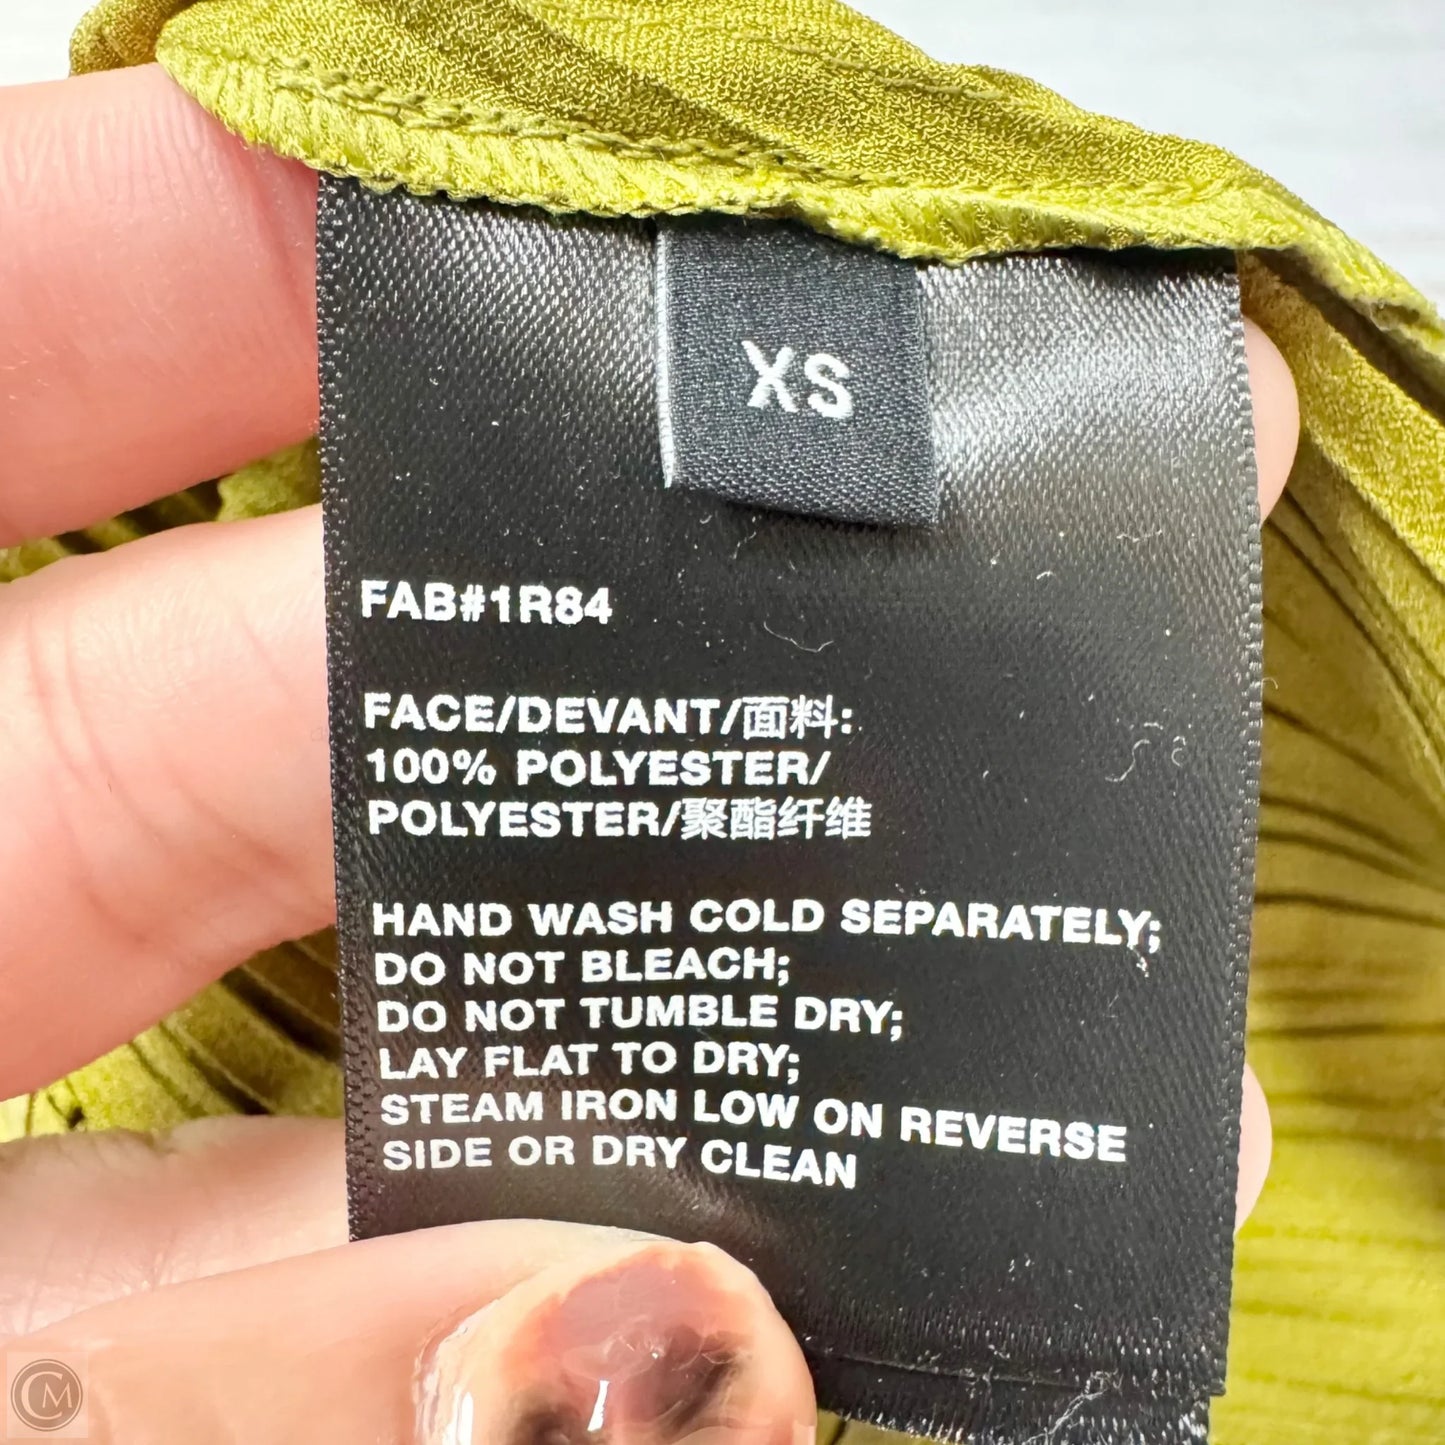 XS
FAB#1R84
FACE/DEVANT/面料:
100% POLYESTER/
POLYESTER/聚酯纤维
HAND WASH COLD SEPARATELY;
DO NOT BLEACH;
DO NOT TUMBLE DRY;
LAY FLAT TO DRY;
STEAM IRON LOW ON REVERSE
SIDE OR DRY CLEAN
CM